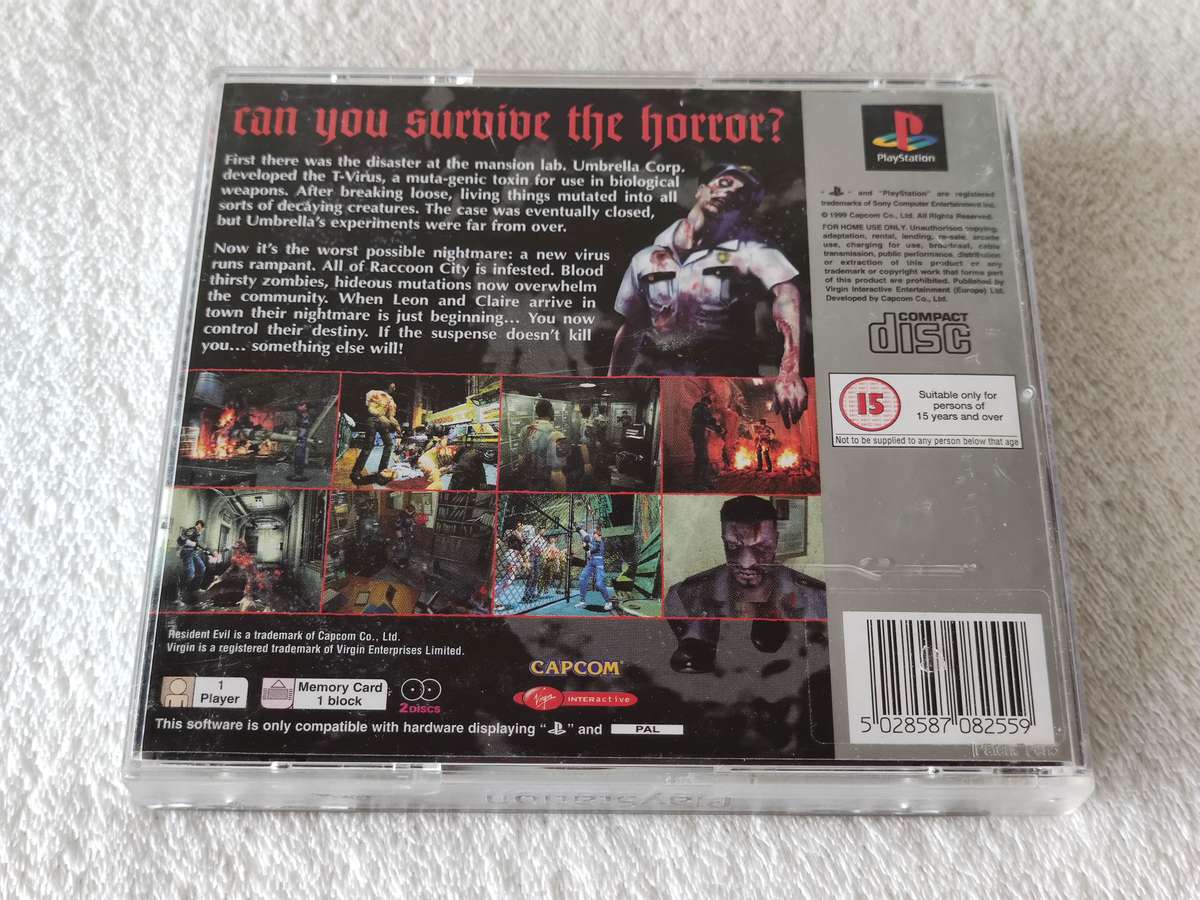 can you survive the horror?
First there was the disaster at the mansion lab. Umbrella Corp.
developed the T-Virus, a muta-genic toxin for use in biological
weapons. After breaking loose, living things mutated into all
sorts of decaying creatures. The case was eventually closed,
but Umbrella's experiments were far from over.
Now it's the worst possible nightmare: a new virus
runs rampant. All of Raccoon City is infested. Blood
thirsty zombies, hideous mutations now overwhelm
the community. When Leon and Claire arrive in
town their nightmare is just beginning... You now
control their destiny. If the suspense doesn't kill
you... something else will!
PlayStation
" " and "PlayStation" are registered
trademarks of Sony Computer Entertainment Inc.
© 1999 Capcom Co., Ltd. All Rights Reserved.
FOR HOME USE ONLY. Unauthorised copying,
adaptation, rental, lending, re-sale, arcade
use, charging for use, broadcast, cable
transmission, public performance, distribution
or extraction of this product or any
trademark or copyright work that forms part
of this product are prohibited. Published by
Virgin Interactive Entertainment (Europe) Ltd.
Developed by Capcom Co., Ltd.
COMPACT
disc
15
Suitable only for
persons of
15 years and over
Not to be supplied to any person below that age
Resident Evil is a trademark of Capcom Co., Ltd.
Virgin is a registered trademark of Virgin Enterprises Limited.
CAPCOM
Virgin INTERactive
1
Player
Memory Card
1 block
2 DISCS
This software is only compatible with hardware displaying " " and PAL
5 028587 082559
PlayStation